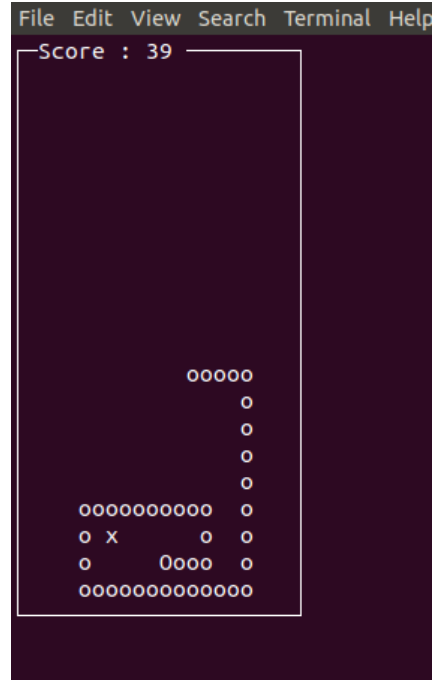 File Edit View Search Terminal Help
Score : 39
ooooo
o
o
o
o
oooooooooo  o
o x      o  o
o     Oooo  o
ooooooooooooo